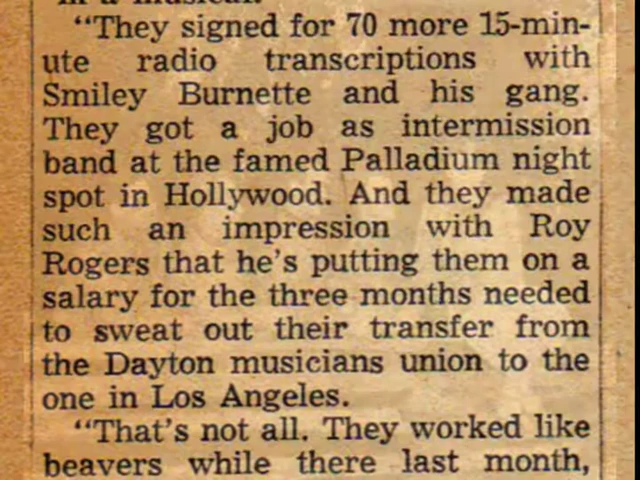 "They signed for 70 more 15-min-
ute radio transcriptions with
Smiley Burnette and his gang.
They got a job as intermission
band at the famed Palladium night
spot in Hollywood. And they made
such an impression with Roy
Rogers that he's putting them on a
salary for the three months needed
to sweat out their transfer from
the Dayton musicians union to the
one in Los Angeles.
"That's not all. They worked like
beavers while there last month,